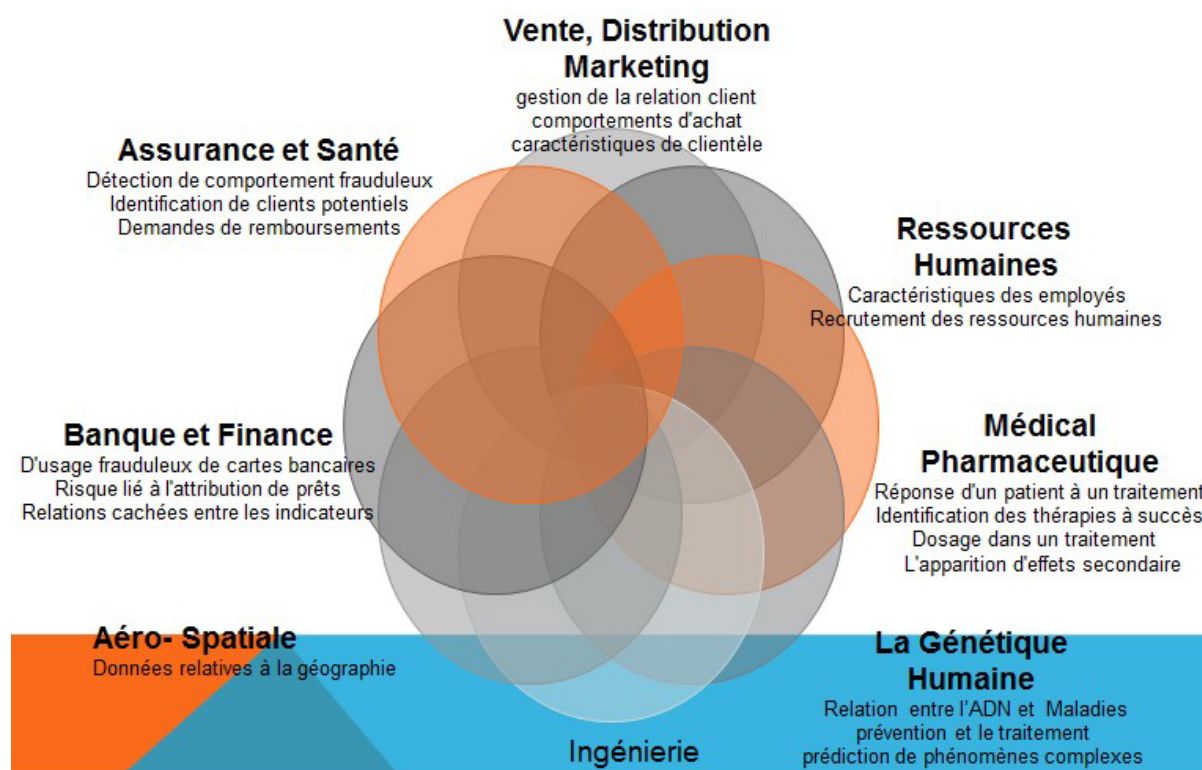 Vente, Distribution
Marketing
gestion de la relation client
comportements d'achat
caractéristiques de clientèle
Assurance et Santé
Détection de comportement frauduleux
Identification de clients potentiels
Demandes de remboursements
Ressources
Humaines
Caractéristiques des employés
Recrutement des ressources humaines
Banque et Finance
D'usage frauduleux de cartes bancaires
Risque lié à l'attribution de prêts
Relations cachées entre les indicateurs
Médical
Pharmaceutique
Réponse d'un patient à un traitement
Identification des thérapies à succès
Dosage dans un traitement
L'apparition d'effets secondaire
Aéro- Spatiale
Données relatives à la géographie
La Génétique
Humaine
Relation entre l'ADN et Maladies
prévention et le traitement
prédiction de phénomènes complexes
Ingénierie